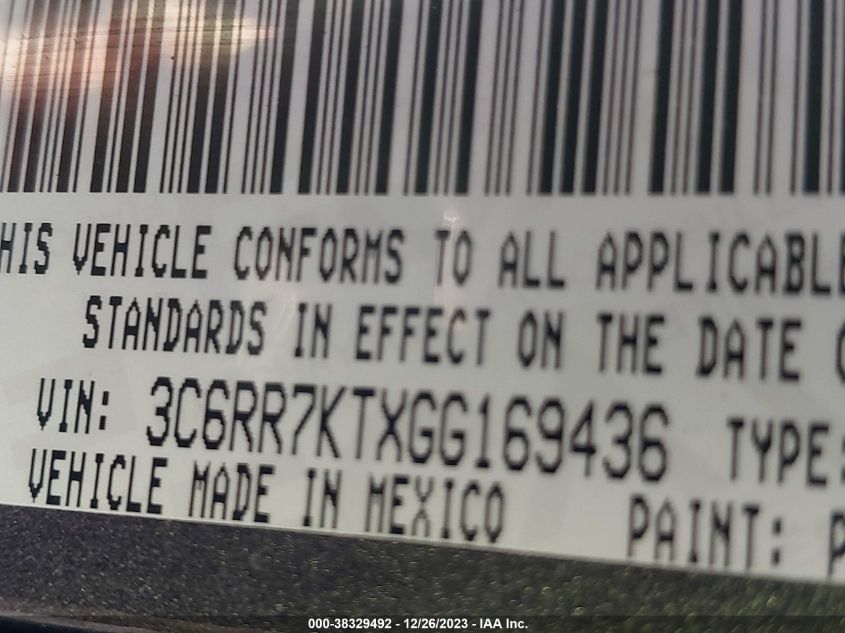 HIS VEHICLE CONFORMS TO ALL APPLICABLE
STANDARDS IN EFFECT ON THE DATE
VIN: 3C6RR7KTXGG169436 TYPE:
VEHICLE MADE IN MEXICO PAINT: P
000-38329492 - 12/26/2023 - IAA Inc.